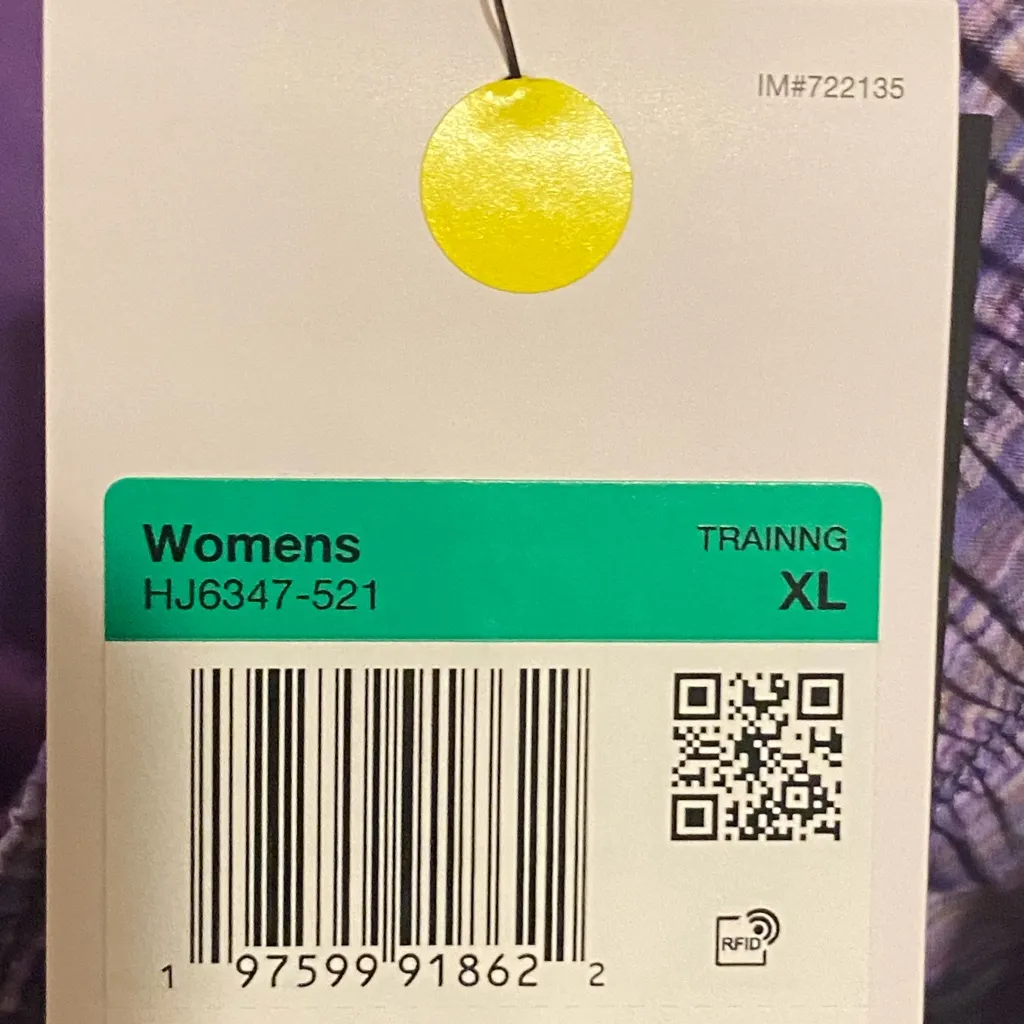 IM#722135
Womens
TRAINNG
HJ6347-521
XL
RFID
1 97599 91862 2